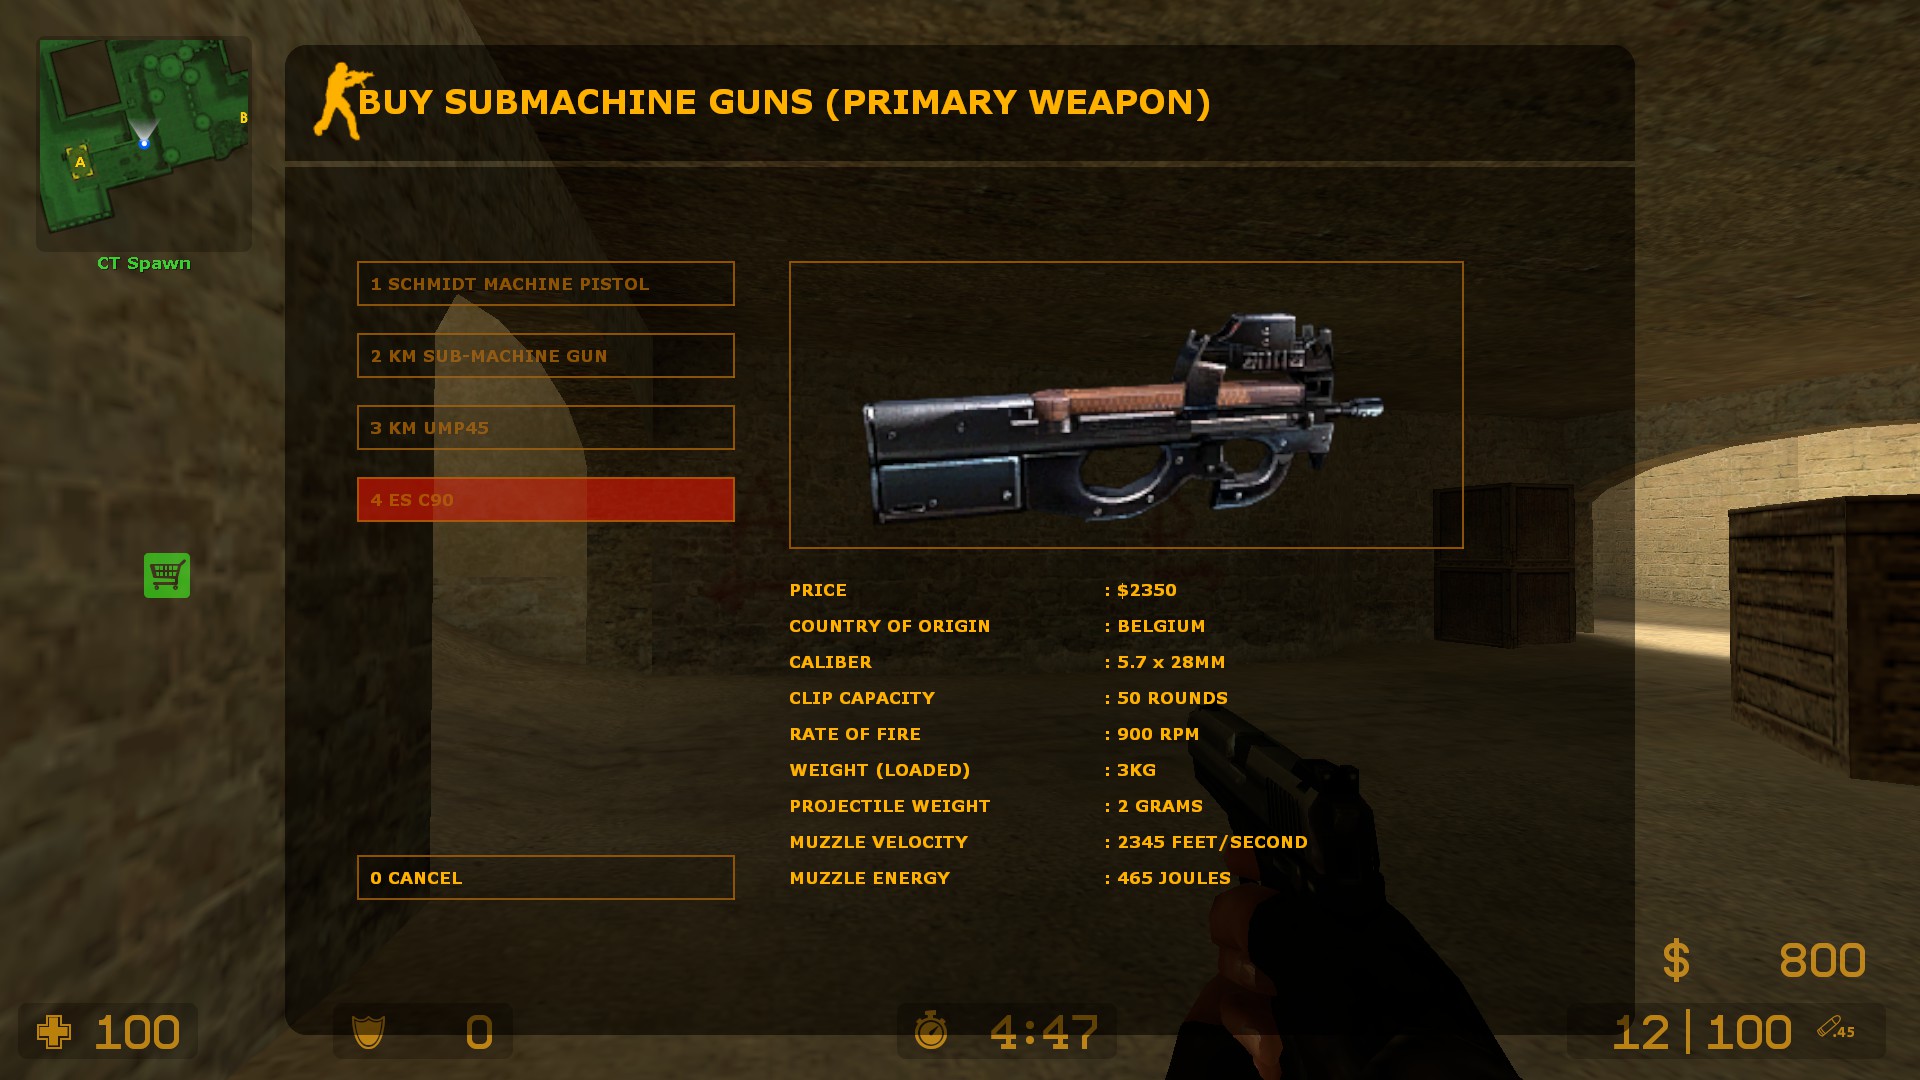 BUY SUBMACHINE GUNS (PRIMARY WEAPON)
B
A
CT Spawn
1 SCHMIDT MACHINE PISTOL
2 KM SUB-MACHINE GUN
3 KM UMP45
4 ES C90
0 CANCEL
PRICE : $2350
COUNTRY OF ORIGIN : BELGIUM
CALIBER : 5.7 x 28MM
CLIP CAPACITY : 50 ROUNDS
RATE OF FIRE : 900 RPM
WEIGHT (LOADED) : 3KG
PROJECTILE WEIGHT : 2 GRAMS
MUZZLE VELOCITY : 2345 FEET/SECOND
MUZZLE ENERGY : 465 JOULES
$ 800
100 0 4:47 12|100 .45